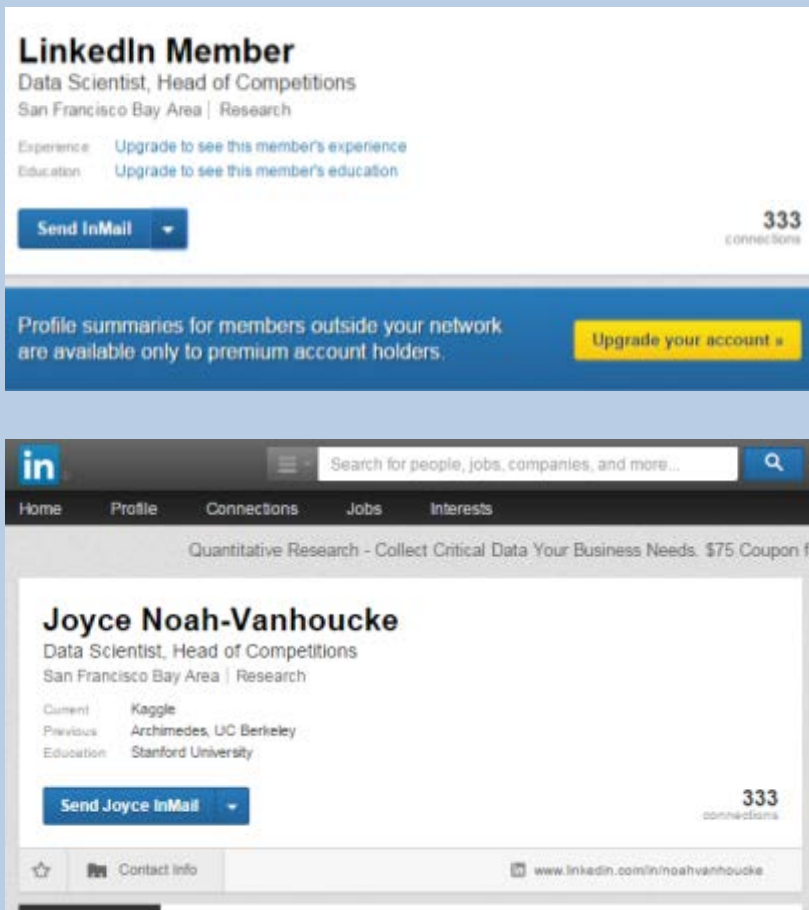 LinkedIn Member
Data Scientist, Head of Competitions
San Francisco Bay Area | Research
Experience Upgrade to see this member's experience
Education Upgrade to see this member's education
Send InMail
333
connections
Profile summaries for members outside your network
are available only to premium account holders.
Upgrade your account »
in
Search for people, jobs, companies, and more...
Home Profile Connections Jobs Interests
Quantitative Research - Collect Critical Data Your Business Needs. $75 Coupon f
Joyce Noah-Vanhoucke
Data Scientist, Head of Competitions
San Francisco Bay Area | Research
Current Kaggle
Previous Archimedes, UC Berkeley
Education Stanford University
Send Joyce InMail
333
connections
Contact Info
www.linkedin.com/in/noahvanhoucke